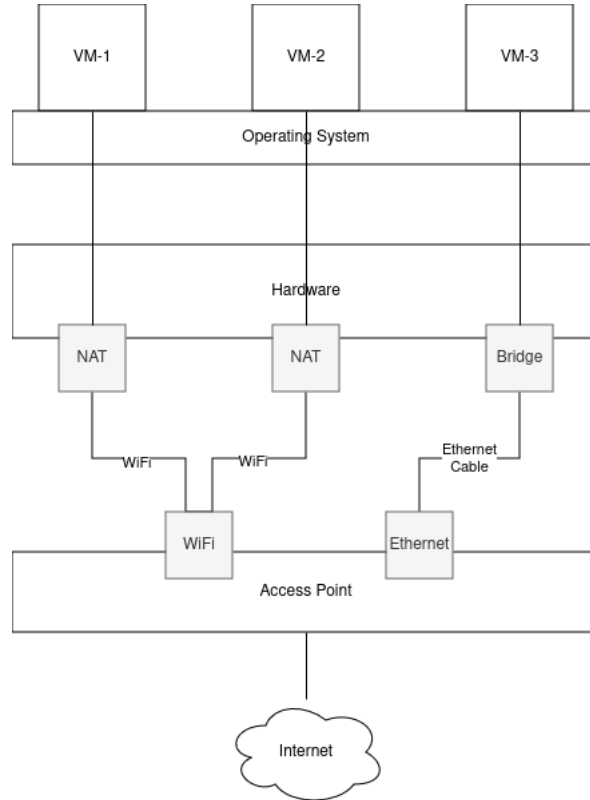 VM-1
VM-2
VM-3
Operating System
Hardware
NAT
NAT
Bridge
WiFi
WiFi
Ethernet
Cable
WiFi
Ethernet
Access Point
Internet